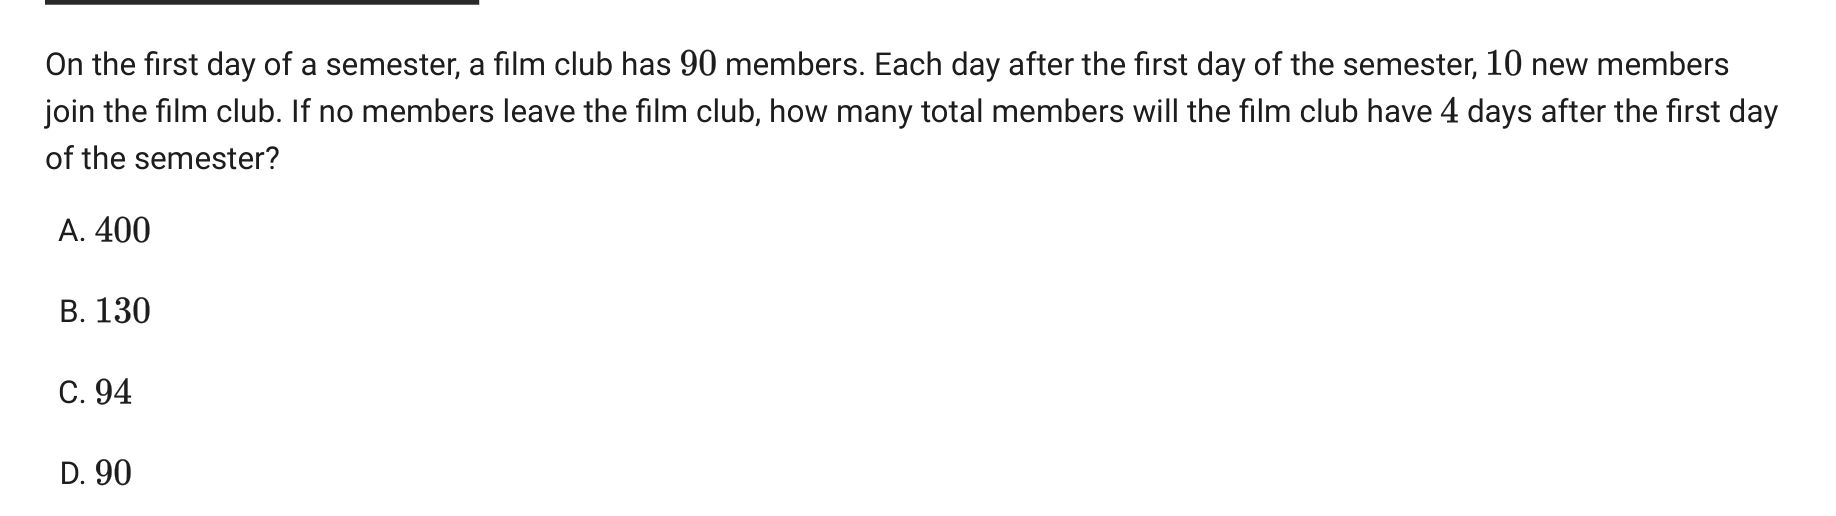 On the first day of a semester, a film club has 90 members. Each day after the first day of the semester, 10 new members
join the film club. If no members leave the film club, how many total members will the film club have 4 days after the first day
of the semester?
A. 400
B. 130
C. 94
D. 90